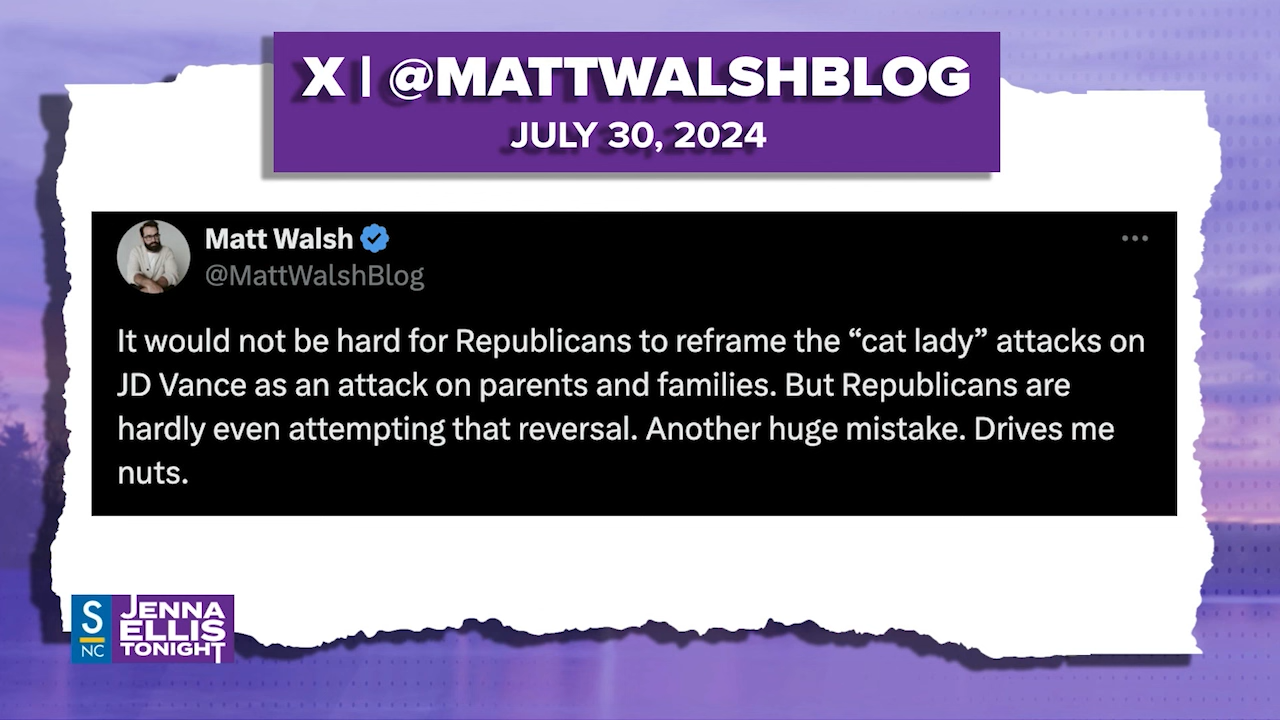 X | @MATTWALSHBLOG
JULY 30, 2024
Matt Walsh
@MattWalshBlog
It would not be hard for Republicans to reframe the “cat lady” attacks on
JD Vance as an attack on parents and families. But Republicans are
hardly even attempting that reversal. Another huge mistake. Drives me
nuts.
S
NC
JENNA
ELLIS
TONIGHT